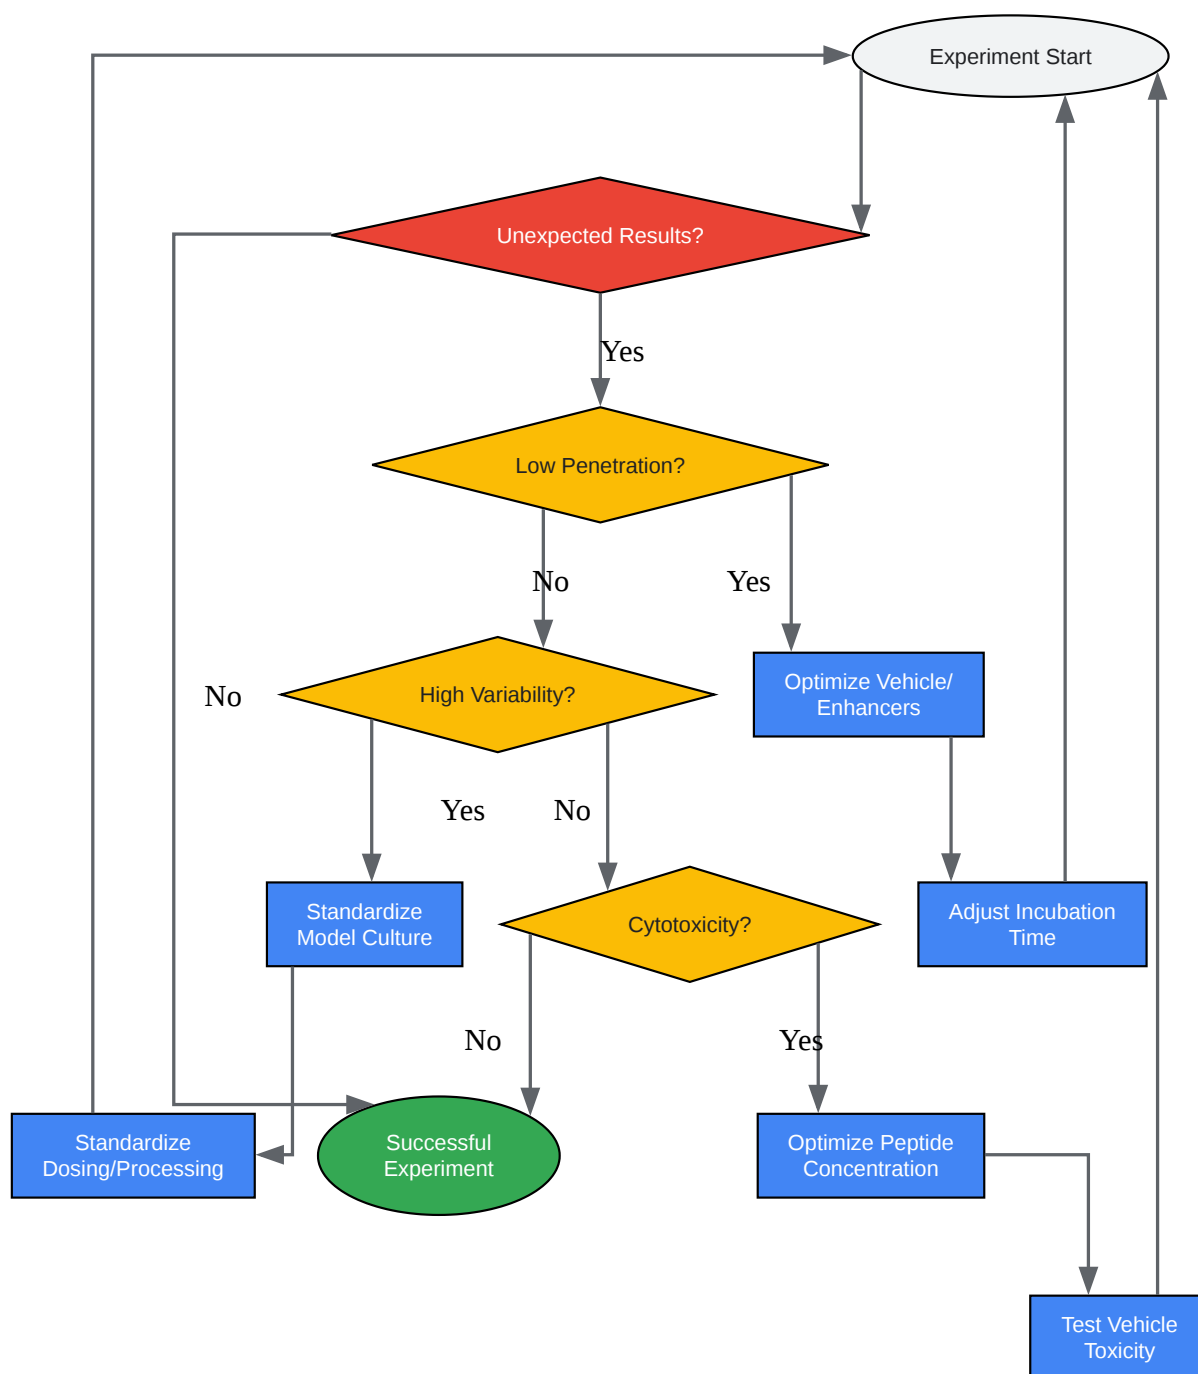 Experiment Start
Unexpected Results?
Yes
Low Penetration?
No
Yes
Optimize Vehicle/
Enhancers
No
High Variability?
Yes
No
Standardize
Model Culture
Cytotoxicity?
Adjust Incubation
Time
No
Yes
Standardize
Dosing/Processing
Successful
Experiment
Optimize Peptide
Concentration
Test Vehicle
Toxicity